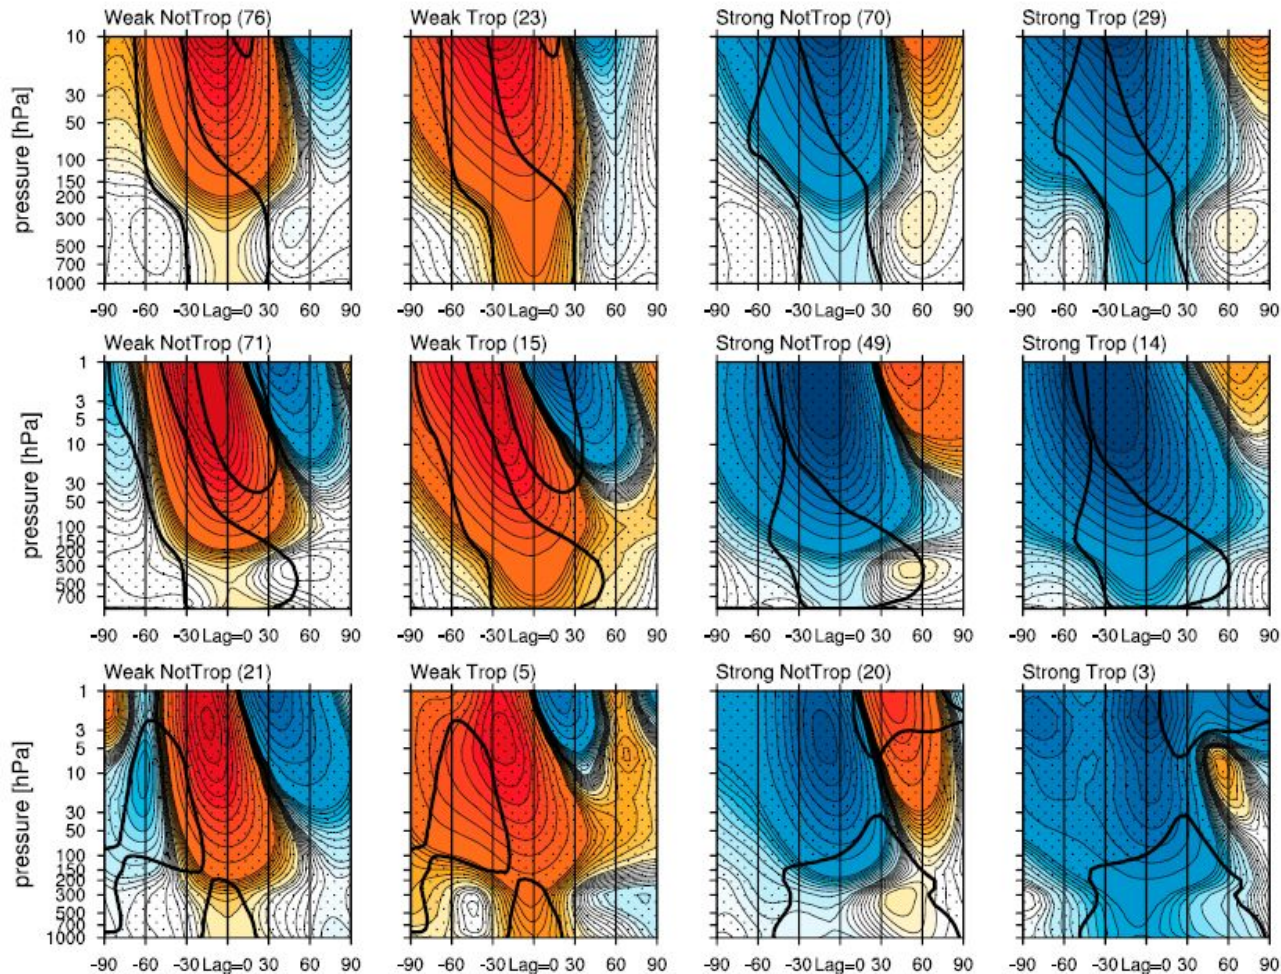 Weak NotTrop (76)
Weak Trop (23)
Strong NotTrop (70)
Strong Trop (29)
pressure [hPa]
10
30
50
100
150
200
300
500
700
1000
-90 -60 -30 Lag=0 30 60 90
-90 -60 -30 Lag=0 30 60 90
-90 -60 -30 Lag=0 30 60 90
-90 -60 -30 Lag=0 30 60 90
Weak NotTrop (71)
Weak Trop (15)
Strong NotTrop (49)
Strong Trop (14)
pressure [hPa]
1
3
5
10
30
50
100
150
200
300
500
700
-90 -60 -30 Lag=0 30 60 90
-90 -60 -30 Lag=0 30 60 90
-90 -60 -30 Lag=0 30 60 90
-90 -60 -30 Lag=0 30 60 90
Weak NotTrop (21)
Weak Trop (5)
Strong NotTrop (20)
Strong Trop (3)
pressure [hPa]
1
3
5
10
30
50
100
150
200
300
500
700
1000
-90 -60 -30 Lag=0 30 60 90
-90 -60 -30 Lag=0 30 60 90
-90 -60 -30 Lag=0 30 60 90
-90 -60 -30 Lag=0 30 60 90